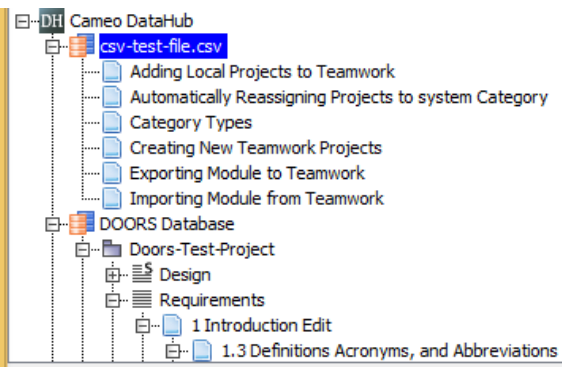 DH Cameo DataHub
csv-test-file.csv
Adding Local Projects to Teamwork
Automatically Reassigning Projects to system Category
Category Types
Creating New Teamwork Projects
Exporting Module to Teamwork
Importing Module from Teamwork
DOORS Database
Doors-Test-Project
S Design
Requirements
1 Introduction Edit
1.3 Definitions Acronyms, and Abbreviations